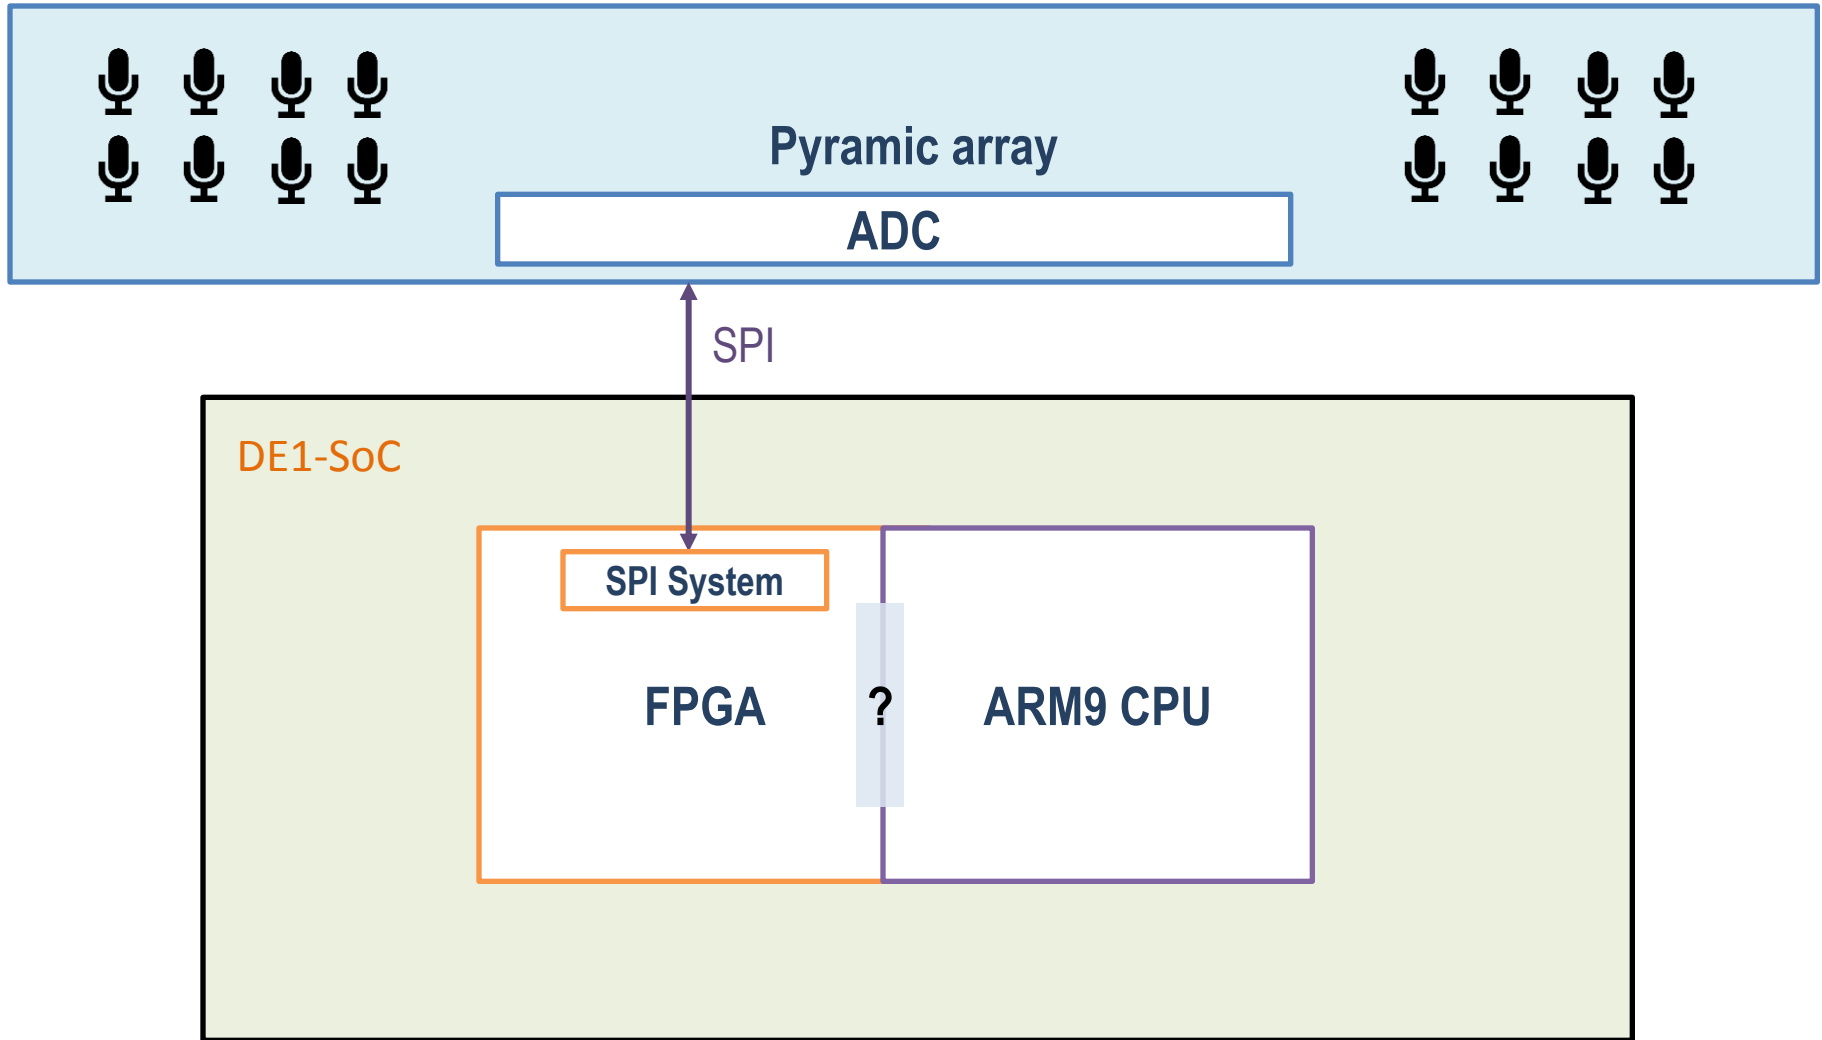 Pyramic array
ADC
SPI
DE1-SoC
SPI System
FPGA
?
ARM9 CPU